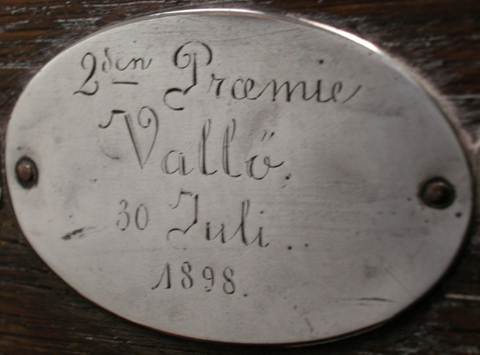 2den Præmie
Vallö.
30 Juli..
1898.